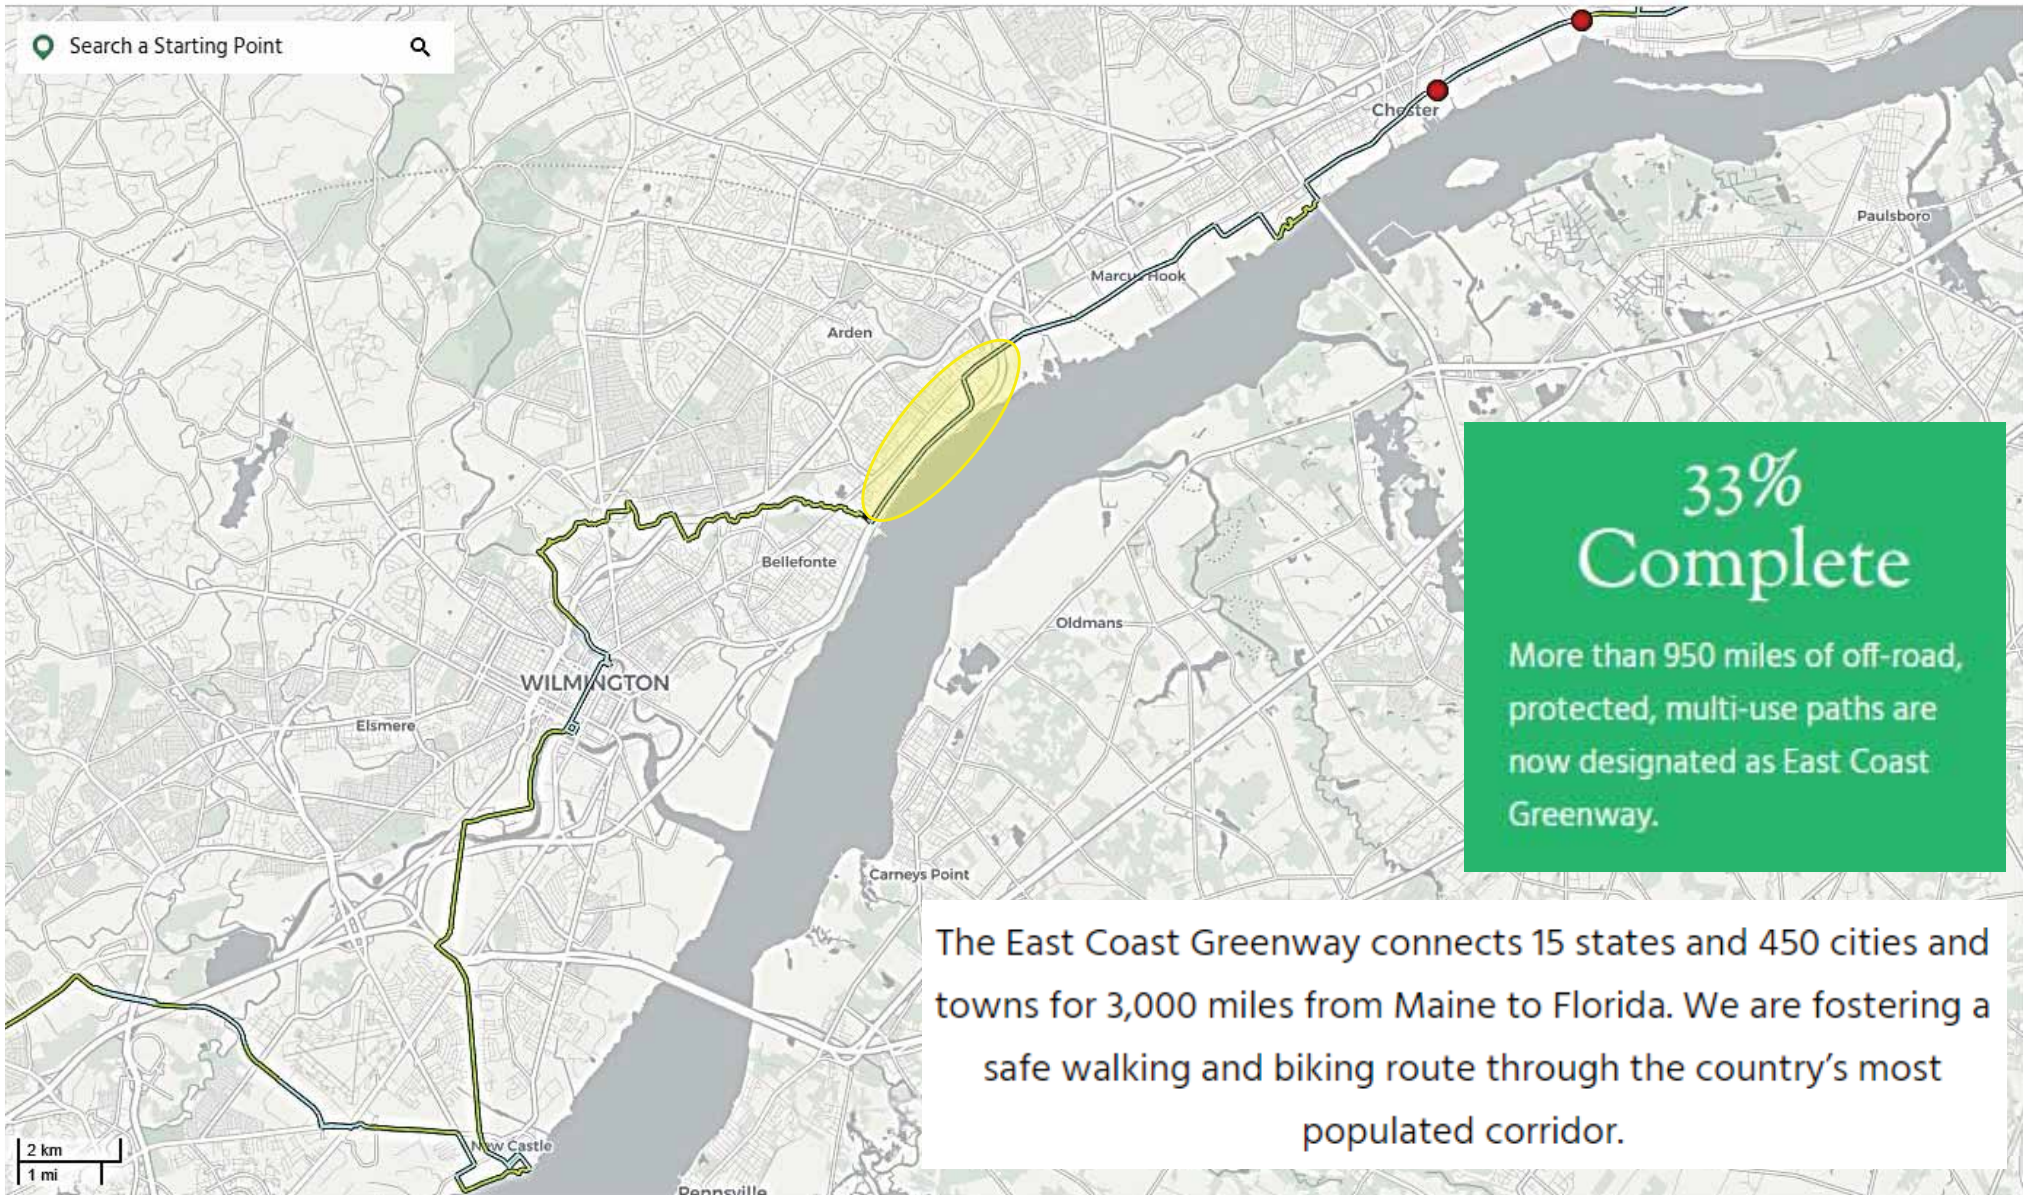 Search a Starting Point
Chester
Paulsboro
Marcus Hook
Arden
33%
Complete
More than 950 miles of off-road,
protected, multi-use paths are
now designated as East Coast
Greenway.
Bellefonte
Oldmans
WILMINGTON
Elsmere
Carneys Point
The East Coast Greenway connects 15 states and 450 cities and
towns for 3,000 miles from Maine to Florida. We are fostering a
safe walking and biking route through the country's most
populated corridor.
New Castle
2 km
1 mi
Pennsville